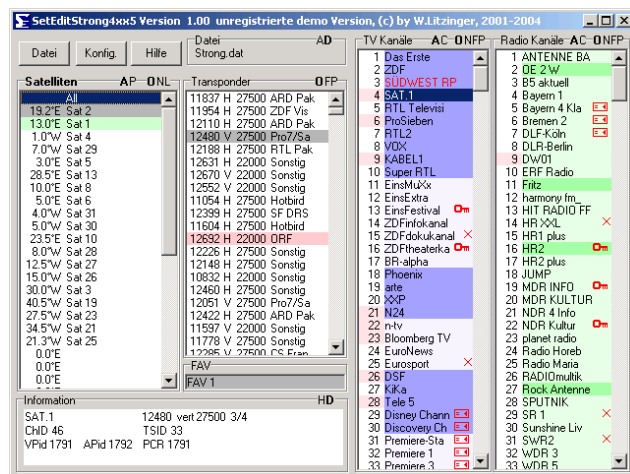 SetEditStrong4xx5 Version 1.00 unregistrierte demo Version, (c) by W.Litzinger, 2001-2004
Datei
Konfig.
Hilfe
Datei AD
Strong.dat
Satelliten AP ONL
All
19.2°E Sat 2
13.0°E Sat 1
1.0°W Sat 4
7.0°W Sat 29
3.0°E Sat 5
28.5°E Sat 13
10.0°E Sat 8
5.0°E Sat 6
4.0°W Sat 31
5.0°W Sat 30
23.5°E Sat 10
8.0°W Sat 28
12.5°W Sat 27
15.0°W Sat 26
30.0°W Sat 3
40.5°W Sat 19
27.5°W Sat 23
34.5°W Sat 21
21.3°W Sat 25
0.0°E
0.0°E
0.0°E
Transponder OFP
11837 H 27500 ARD Pak
11954 H 27500 ZDF Vis
12110 H 27500 ARD Pak
12480 V 27500 Pro7/Sa
12188 H 27500 RTL Pak
12631 H 22000 Sonstig
12670 V 22000 Sonstig
12552 V 22000 Sonstig
11054 H 27500 Hotbird
12399 H 27500 SF DRS
11604 H 27500 Hotbird
12692 H 22000 ORF
12226 H 27500 Sonstig
12148 H 27500 Sonstig
10832 H 22000 Sonstig
12460 H 27500 Sonstig
12051 V 27500 Pro7/Sa
12422 H 27500 ARD Pak
11597 V 22000 Sonstig
11778 V 27500 Sonstig
12285 V 27500 CS Fran
FAV
FAV 1
Information HD
SAT.1 12480 vert 27500 3/4
ChID 46 TSID 33
VPid 1791 APid 1792 PCR 1791
TV Kanäle AC ONFP
1 Das Erste
2 ZDF
3 SÜDWEST RP
4 SAT.1
5 RTL Televisi
6 ProSieben
7 RTL2
8 VOX
9 KABEL1
10 Super RTL
11 EinsMuXx
12 EinsExtra
13 EinsFestival
14 ZDFinfokanal
15 ZDFdokukanal
16 ZDFtheaterka
17 BR-alpha
18 Phoenix
19 arte
20 XXP
21 N24
22 n-tv
23 Bloomberg TV
24 EuroNews
25 Eurosport
26 DSF
27 KiKa
28 Tele 5
29 Disney Chann
30 Discovery Ch
31 Premiere-Sta
32 Premiere 1
33 Premiere 3
Radio Kanäle AC ONFP
1 ANTENNE BA
2 OE 2 W
3 B5 aktuell
4 Bayern 1
5 Bayern 4 Kla
6 Bremen 2
7 DLF-Köln
8 DLR-Berlin
9 DW01
10 ERF Radio
11 Fritz
12 harmony fm_
13 HIT RADIO FF
14 HR XXL
15 HR1 plus
16 HR2
17 HR2 plus
18 JUMP
19 MDR INFO
20 MDR KULTUR
21 NDR 4 Info
22 NDR Kultur
23 planet radio
24 Radio Horeb
25 Radio Maria
26 RADIOmultik
27 Rock Antenne
28 SPUTNIK
29 SR 1
30 Sunshine Liv
31 SWR2
32 WDR 3
33 WDR 5